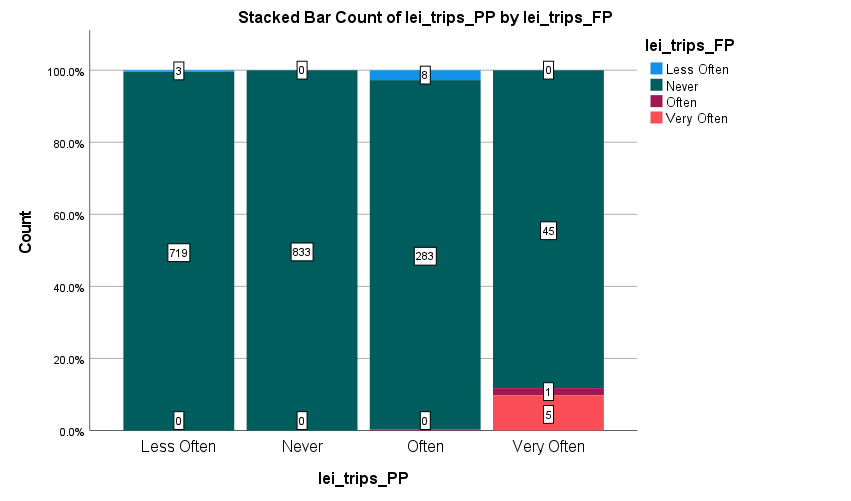 Stacked Bar Count of lei_trips_PP by lei_trips_FP
lei_trips_FP
Less Often
Never
Often
Very Often
Count
100.0%
80.0%
60.0%
40.0%
20.0%
0.0%
3
0
8
0
719
833
283
45
1
5
0
0
0
Less Often
Never
Often
Very Often
lei_trips_PP